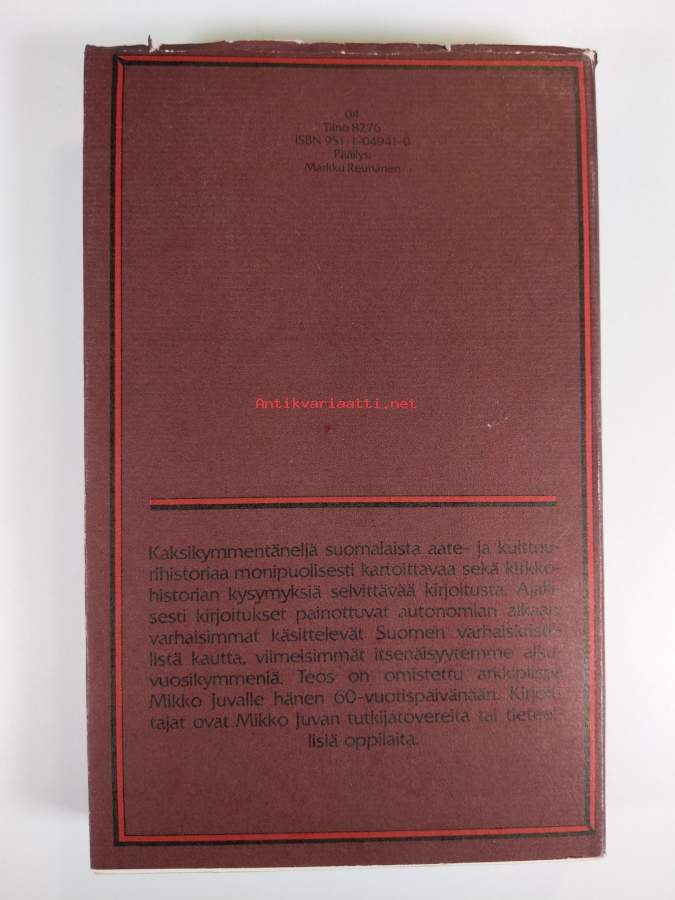 04
Tilno 8276
ISBN 951-1-04941-0
Päällys:
Markku Reunanen
Antikvariaatti.net
Kaksikymmentäneljä suomalaista aate- ja kulttuu-
rihistoriaa monipuolisesti kartoittavaa sekä kirkko-
historian kysymyksiä selvittävää kirjoitusta. Ajalli-
sesti kirjoitukset painottuvat autonomian aikaan;
varhaisimmat käsittelevät Suomen varhaiskriste-
listä kautta, viimeisimmät itsenäisyytemme alku-
vuosikymmeniä. Teos on omistettu arkkipiispa
Mikko Juvalle hänen 60-vuotispäivänään. Kirjoit-
tajat ovat Mikko Juvan tutkijatovereita tai tieteel-
lisiä oppilaita.